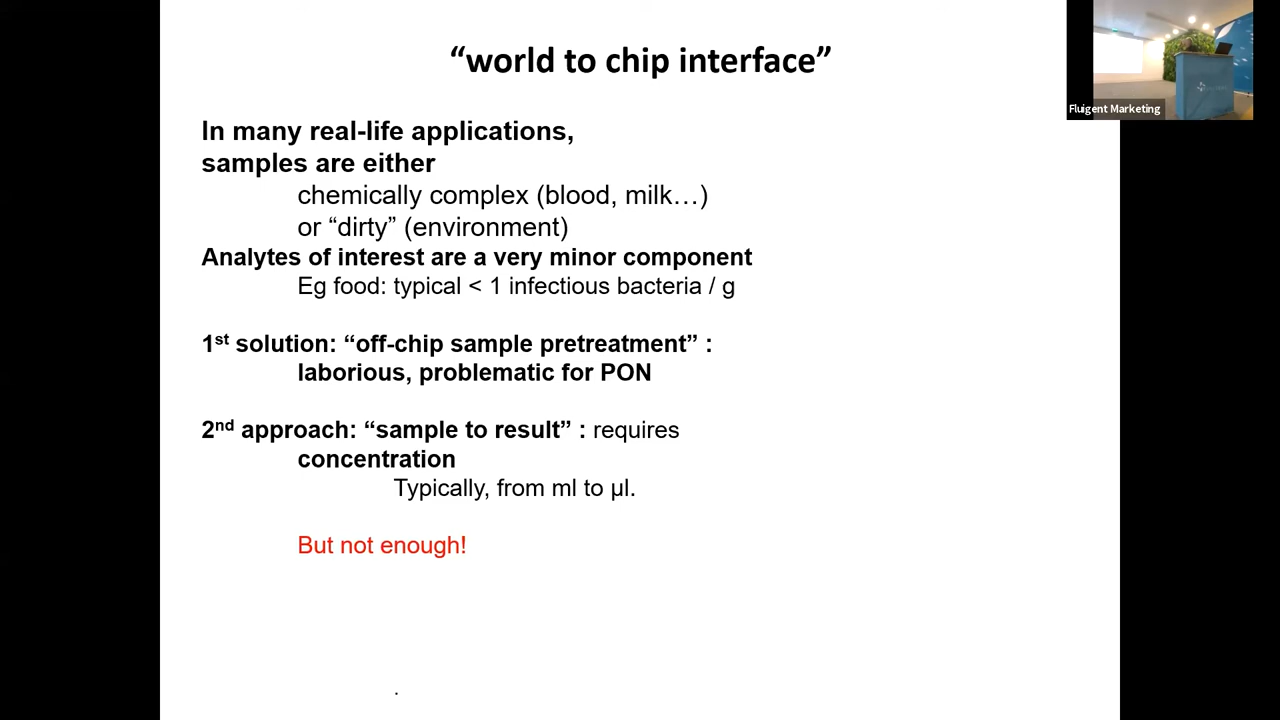 “world to chip interface”
Fluigent Marketing
In many real-life applications,
samples are either
chemically complex (blood, milk…)
or “dirty” (environment)
Analytes of interest are a very minor component
Eg food: typical < 1 infectious bacteria / g
1st solution: “off-chip sample pretreatment” :
laborious, problematic for PON
2nd approach: “sample to result” : requires
concentration
Typically, from ml to µl.
But not enough!
.